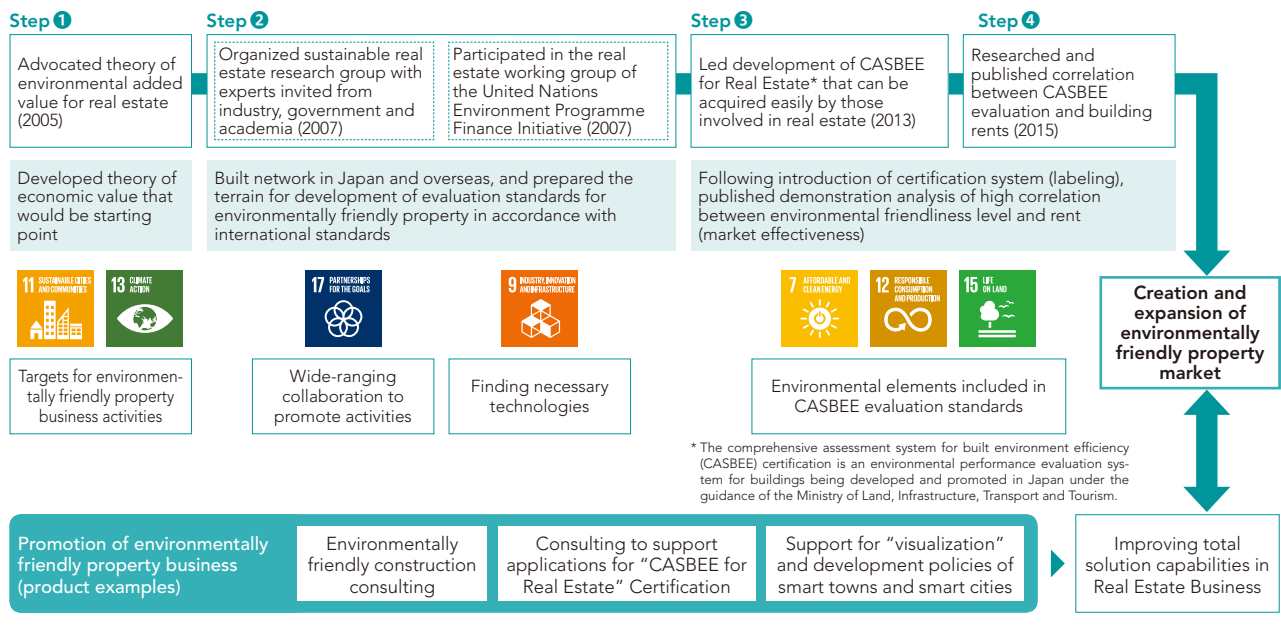 Step 1
Advocated theory of
environmental added
value for real estate
(2005)
Step 2
Organized sustainable real
estate research group with
experts invited from
industry, government and
academia (2007)
Participated in the real
estate working group of
the United Nations
Environment Programme
Finance Initiative (2007)
Step 3
Led development of CASBEE
for Real Estate* that can be
acquired easily by those
involved in real estate (2013)
Step 4
Researched and
published correlation
between CASBEE
evaluation and building
rents (2015)
Developed theory of
economic value that
would be starting
point
Built network in Japan and overseas, and prepared the
terrain for development of evaluation standards for
environmentally friendly property in accordance with
international standards
Following introduction of certification system (labeling),
published demonstration analysis of high correlation
between environmental friendliness level and rent
(market effectiveness)
11 SUSTAINABLE CITIES
AND COMMUNITIES
13 CLIMATE
ACTION
17 PARTNERSHIPS
FOR THE GOALS
9 INDUSTRY, INNOVATION
AND INFRASTRUCTURE
7 AFFORDABLE AND
CLEAN ENERGY
12 RESPONSIBLE
CONSUMPTION
AND PRODUCTION
15 LIFE
ON LAND
Creation and
expansion of
environmentally
friendly property
market
Targets for environmen-
tally friendly property
business activities
Wide-ranging
collaboration to
promote activities
Finding necessary
technologies
Environmental elements included in
CASBEE evaluation standards
* The comprehensive assessment system for built environment efficiency
(CASBEE) certification is an environmental performance evaluation sys-
tem for buildings being developed and promoted in Japan under the
guidance of the Ministry of Land, Infrastructure, Transport and Tourism.
Promotion of environmentally
friendly property business
(product examples)
Environmentally
friendly construction
consulting
Consulting to support
applications for “CASBEE for
Real Estate” Certification
Support for “visualization”
and development policies of
smart towns and smart cities
Improving total
solution capabilities in
Real Estate Business